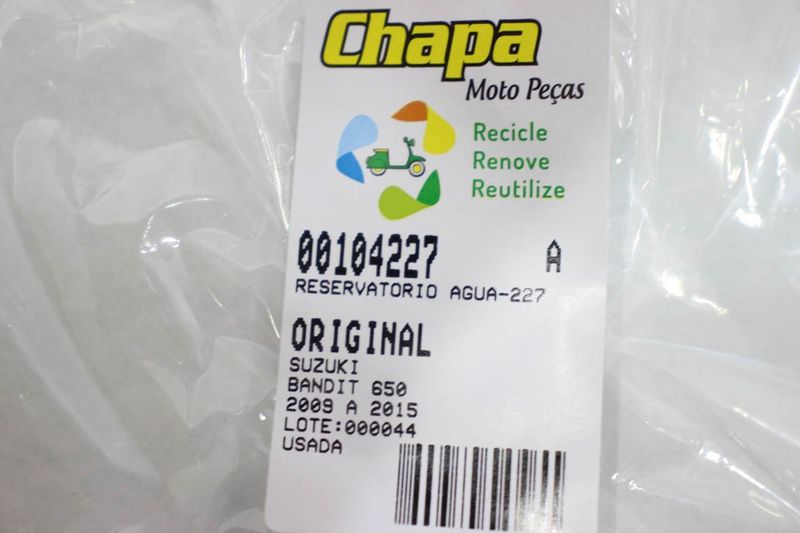 Chapa
Moto Peças
Recicle
Renove
Reutilize
00104227 A
RESERVATORIO AGUA-227
ORIGINAL
SUZUKI
BANDIT 650
2009 A 2015
LOTE:000044
USADA